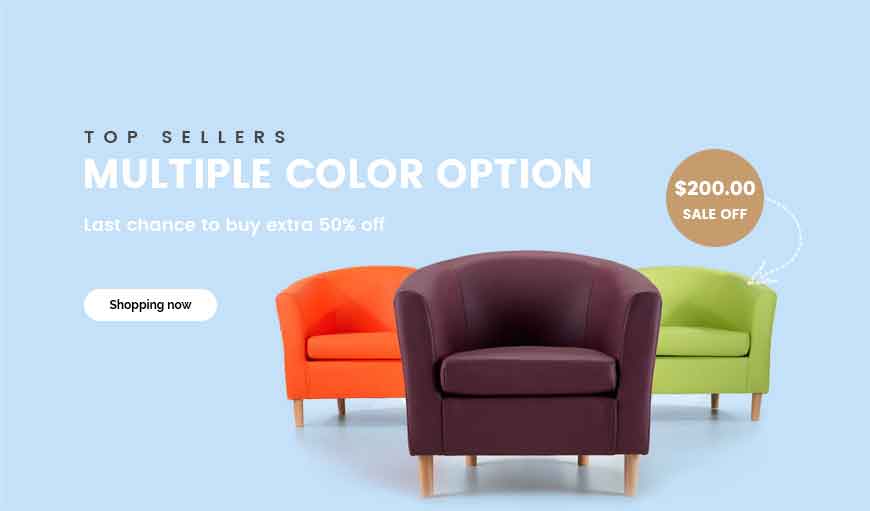 TOP SELLERS
MULTIPLE COLOR OPTION
Last chance to buy extra 50% off
$200.00
SALE OFF
Shopping now